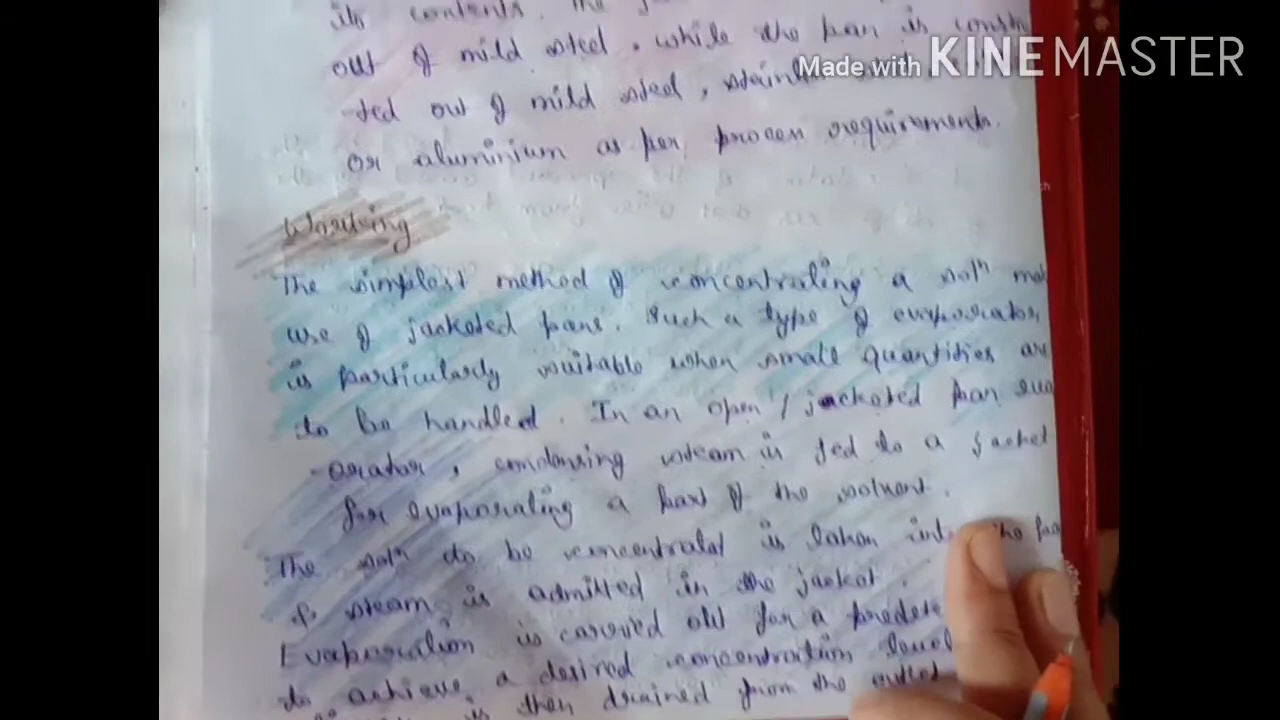 its contents. The
out of mild steel, while the pan is constr
Made with KINEMASTER
-ted out of mild steel, stainl
or aluminium as per process requirements.
Working
The simplest method of concentrating a solⁿ mak
use of jacketed pans. Such a type of evaporator
is particularly suitable when small quantities are
to be handled. In an open / jacketed pan eva
-orator, condensing steam is fed to a jacket
for evaporating a part of the solvent.
The solⁿ to be concentrated is taken into the pa
& steam is admitted in the jacket.
Evaporation is carried out for a predete
to achieve a desired concentration level
is then drained from the outlet